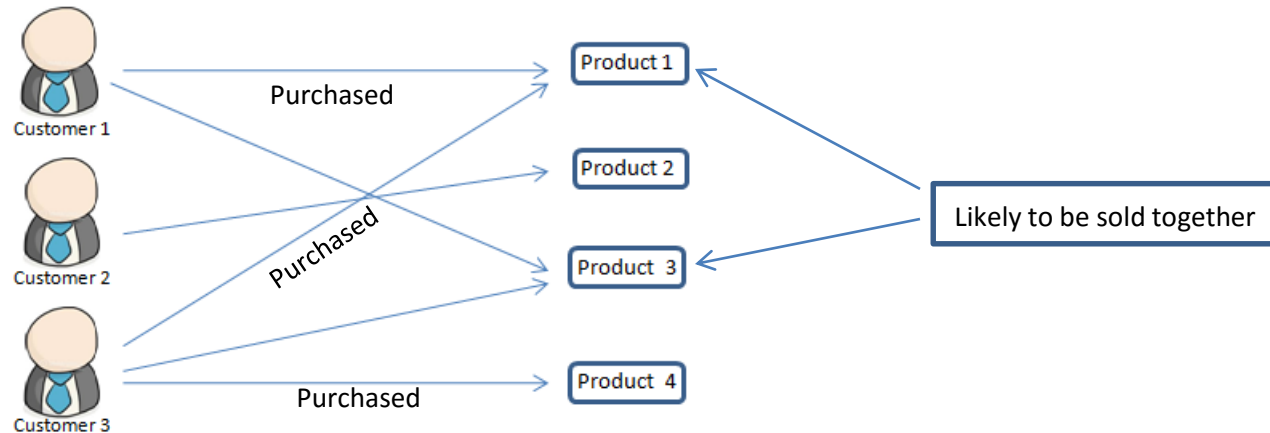 Customer 1
Customer 2
Customer 3
Purchased
Purchased
Purchased
Product 1
Product 2
Product 3
Product 4
Likely to be sold together